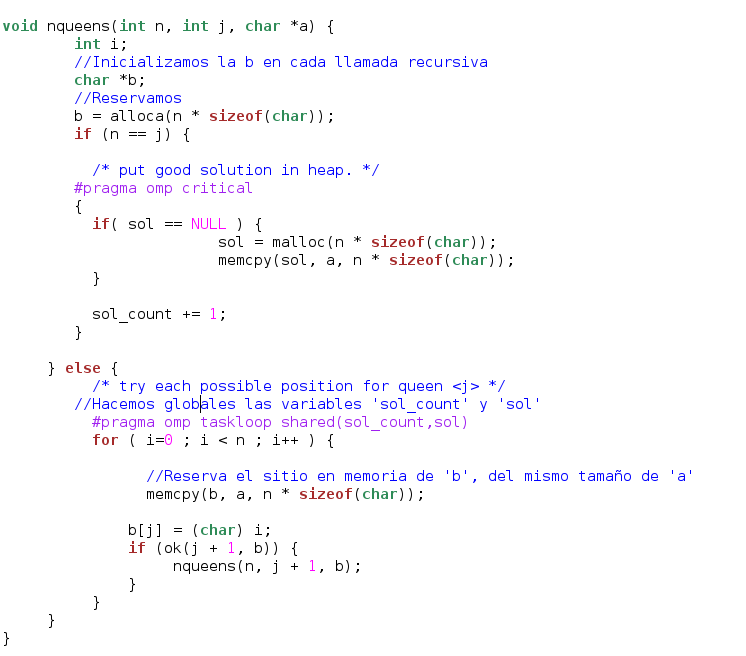 void nqueens(int n, int j, char *a) {
int i;
//Inicializamos la b en cada llamada recursiva
char *b;
//Reservamos
b = alloca(n * sizeof(char));
if (n == j) {
/* put good solution in heap. */
#pragma omp critical
{
if( sol == NULL ) {
sol = malloc(n * sizeof(char));
memcpy(sol, a, n * sizeof(char));
}
sol_count += 1;
}
} else {
/* try each possible position for queen <j> */
//Hacemos globales las variables 'sol_count' y 'sol'
#pragma omp taskloop shared(sol_count,sol)
for ( i=0 ; i < n ; i++ ) {
//Reserva el sitio en memoria de 'b', del mismo tamaño de 'a'
memcpy(b, a, n * sizeof(char));
b[j] = (char) i;
if (ok(j + 1, b)) {
nqueens(n, j + 1, b);
}
}
}
}